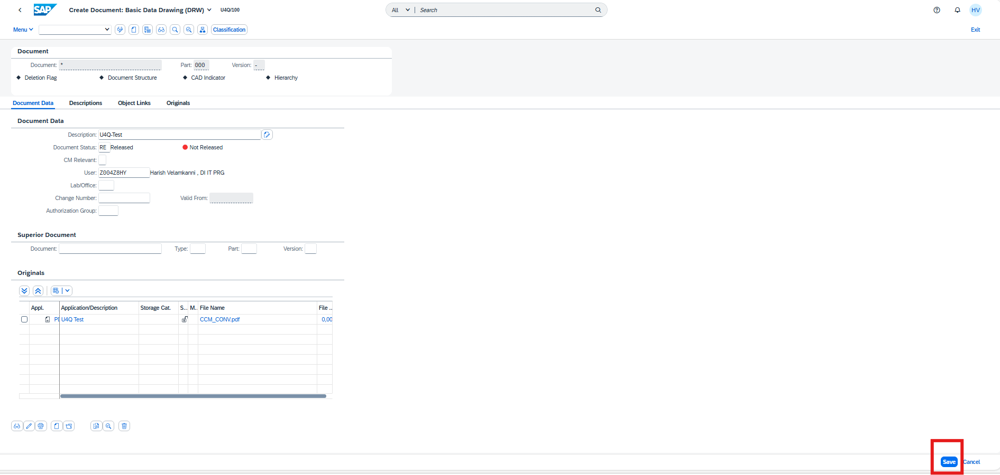 SAP Create Document: Basic Data Drawing (DRW) U4Q/100 All Search HV
Menu Classification Exit
Document
Document: * Part: 000 Version: -
Deletion Flag Document Structure CAD Indicator Hierarchy
Document Data Descriptions Object Links Originals
Document Data
Description: U4Q-Test
Document Status: RE Released Not Released
CM Relevant:
User: Z004Z8HY Harish Velamkanni , DI IT PRG
Lab/Office:
Change Number: Valid From:
Authorization Group:
Superior Document
Document: Type: Part: Version:
Originals
Appl. Application/Description Storage Cat. S... M.. File Name File ..
U4Q Test CCM_CONV.pdf 0,00
Save Cancel